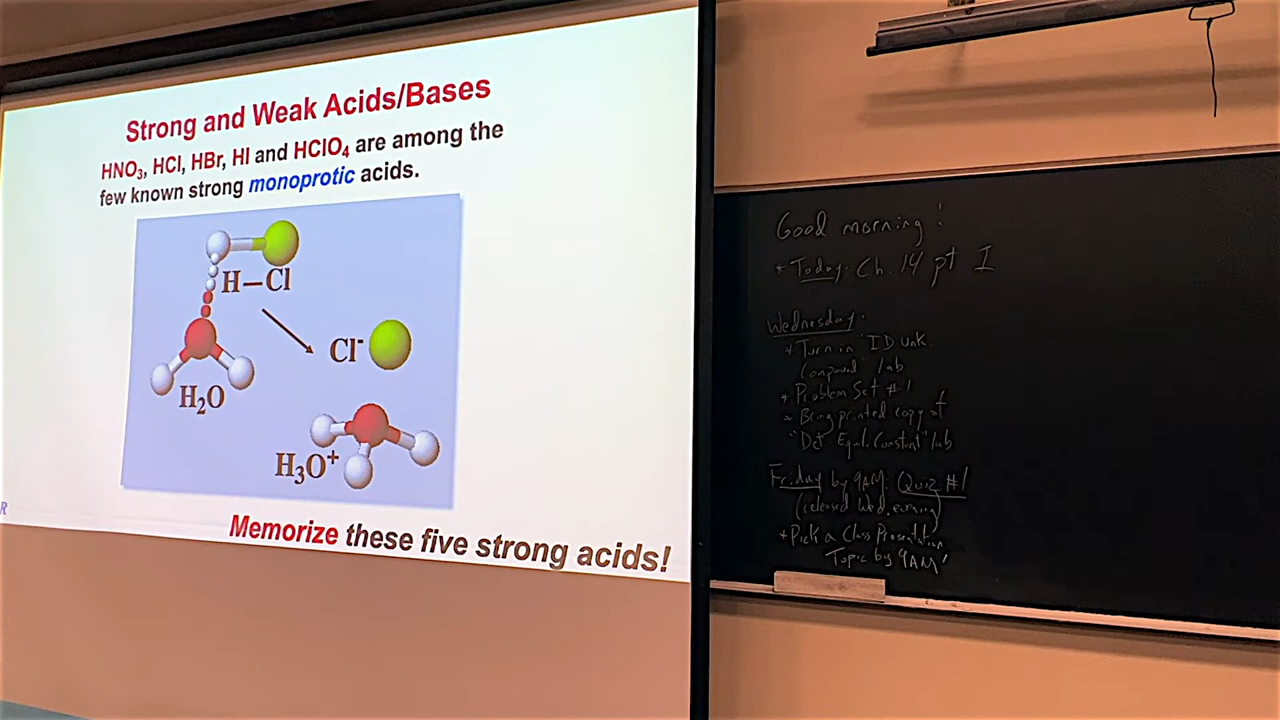 Strong and Weak Acids/Bases
HNO₃, HCl, HBr, HI and HClO₄ are among the
few known strong monoprotic acids.
H–Cl
Cl⁻
H₂O
H₃O⁺
Memorize these five strong acids!
R
Good morning!
* Today: Ch. 14 pt I
Wednesday:
* Turn in "ID Unk.
Compound" lab
* Problem Set #1
* Bring printed copy of
"Det Equil. Constant" lab
Friday by 9AM: Quiz #1
(released Wed. evening)
* Pick a Class Presentation
Topic by 9AM!